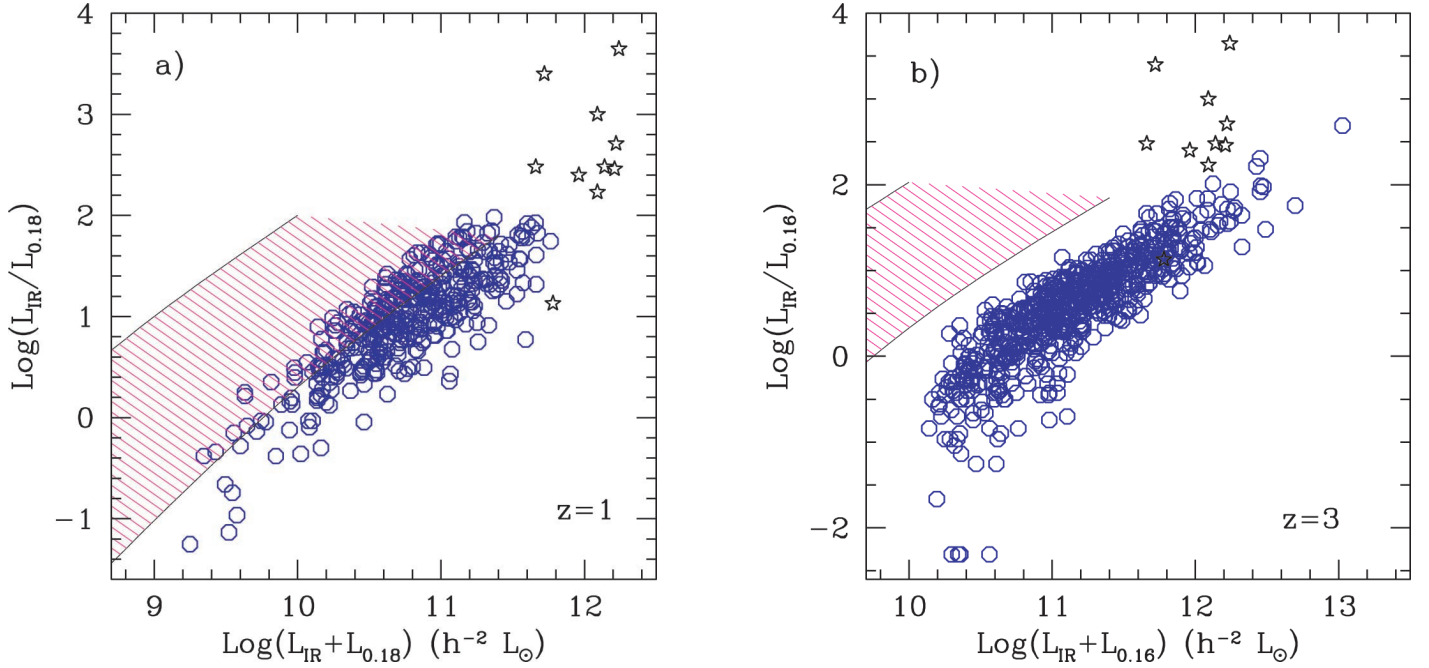 a)
4
3
2
1
0
−1
Log(L_IR/L_0.18)
z=1
9 10 11 12
Log(L_IR+L_0.18) (h⁻² L_⊙)
b)
4
2
0
−2
Log(L_IR/L_0.16)
z=3
10 11 12 13
Log(L_IR+L_0.16) (h⁻² L_⊙)